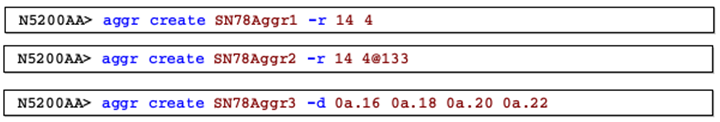 N5200AA> aggr create SN78Aggr1 -r 14 4
N5200AA> aggr create SN78Aggr2 -r 14 4@133
N5200AA> aggr create SN78Aggr3 -d 0a.16 0a.18 0a.20 0a.22